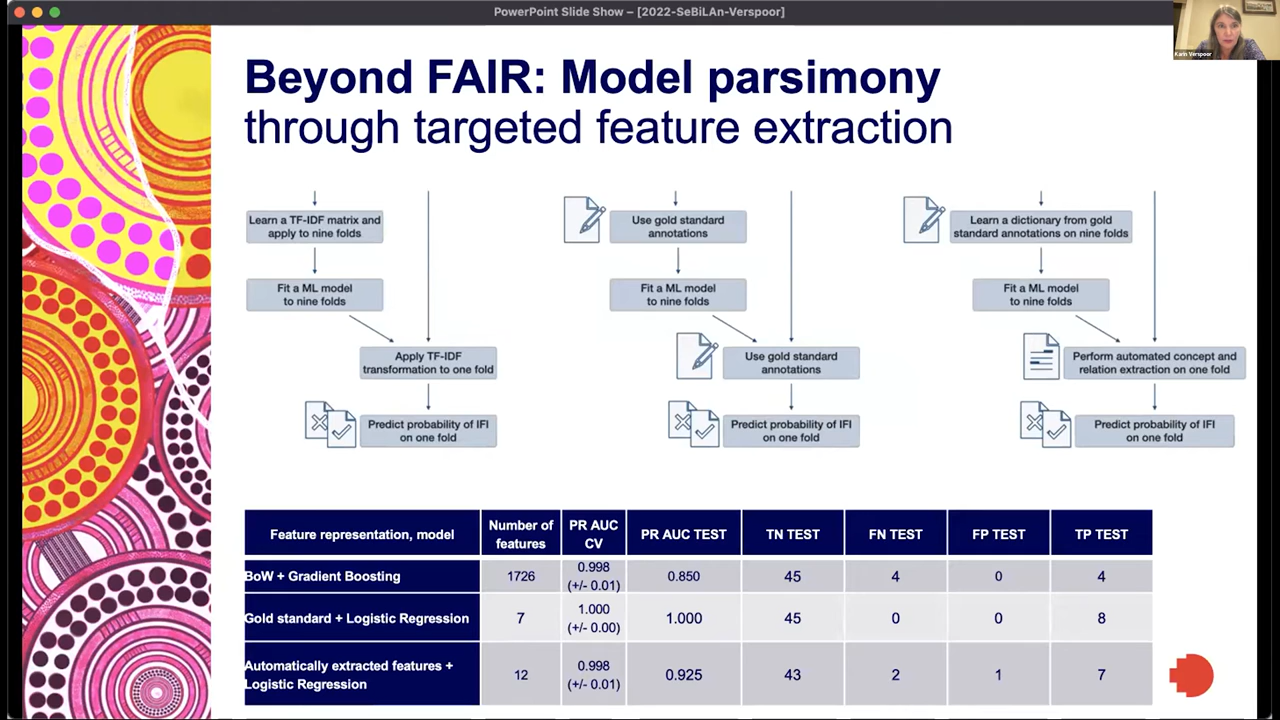 PowerPoint Slide Show – [2022-SeBiLAn-Verspoor]
Karin Verspoor
Beyond FAIR: Model parsimony
through targeted feature extraction
Learn a TF-IDF matrix and
apply to nine folds
Fit a ML model
to nine folds
Apply TF-IDF
transformation to one fold
Predict probability of IFI
on one fold
Use gold standard
annotations
Fit a ML model
to nine folds
Use gold standard
annotations
Predict probability of IFI
on one fold
Learn a dictionary from gold
standard annotations on nine folds
Fit a ML model
to nine folds
Perform automated concept and
relation extraction on one fold
Predict probability of IFI
on one fold
Feature representation, model
Number of
features
PR AUC
CV
PR AUC TEST
TN TEST
FN TEST
FP TEST
TP TEST
BoW + Gradient Boosting
1726
0.998
(+/- 0.01)
0.850
45
4
0
4
Gold standard + Logistic Regression
7
1.000
(+/- 0.00)
1.000
45
0
0
8
Automatically extracted features +
Logistic Regression
12
0.998
(+/- 0.01)
0.925
43
2
1
7